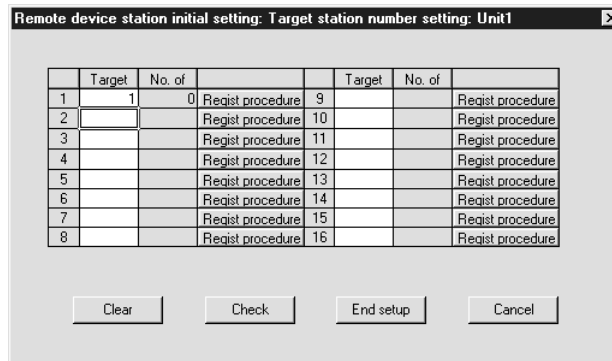 Remote device station initial setting: Target station number setting: Unit1
Target No. of Target No. of
1 1 0 Regist procedure 9 Regist procedure
2 Regist procedure 10 Regist procedure
3 Regist procedure 11 Regist procedure
4 Regist procedure 12 Regist procedure
5 Regist procedure 13 Regist procedure
6 Regist procedure 14 Regist procedure
7 Regist procedure 15 Regist procedure
8 Regist procedure 16 Regist procedure
Clear Check End setup Cancel